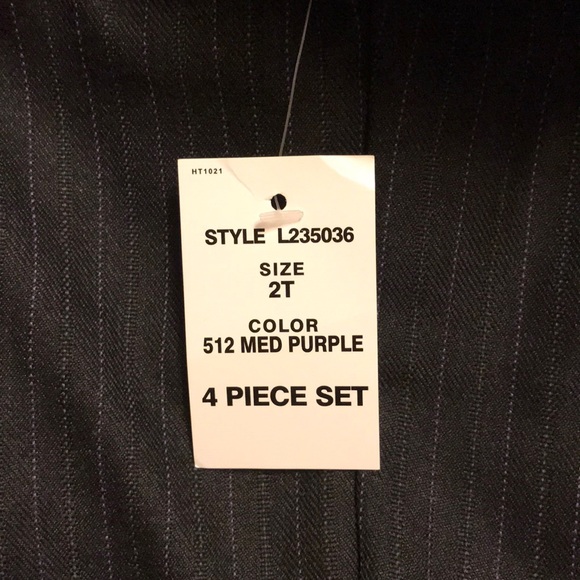 HT1021
STYLE L235036
SIZE
2T
COLOR
512 MED PURPLE
4 PIECE SET